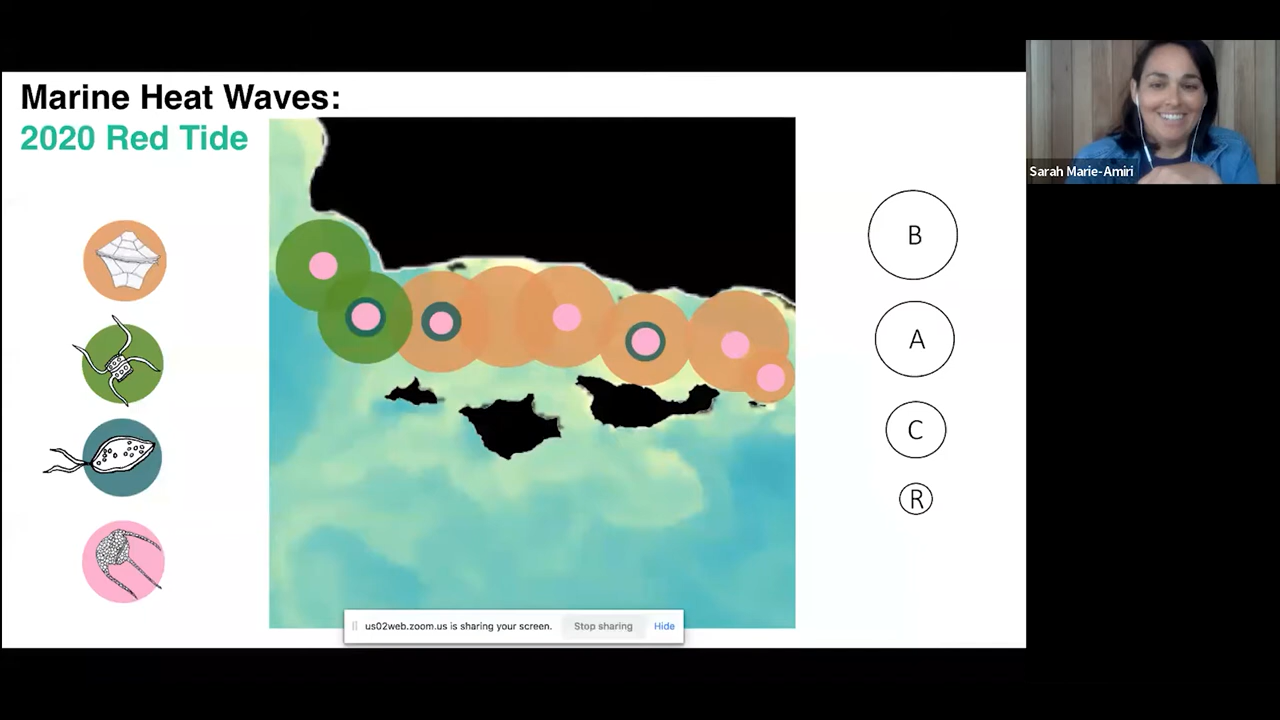 Marine Heat Waves:
2020 Red Tide
Sarah Marie-Amiri
B
A
C
R
us02web.zoom.us is sharing your screen. Stop sharing Hide